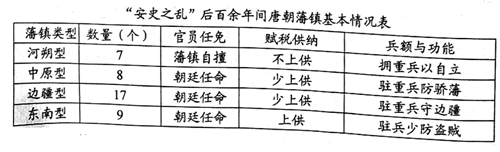 “安史之乱”后百余年间唐朝藩镇基本情况表
藩镇类型 数量（个） 官员任免 赋税供纳 兵额与功能
河朔型 7 藩镇自擅 不上供 拥重兵以自立
中原型 8 朝廷任命 少上供 驻重兵防骄藩
边疆型 17 朝廷任命 少上供 驻重兵守边疆
东南型 9 朝廷任命 上供 驻兵少防盗贼